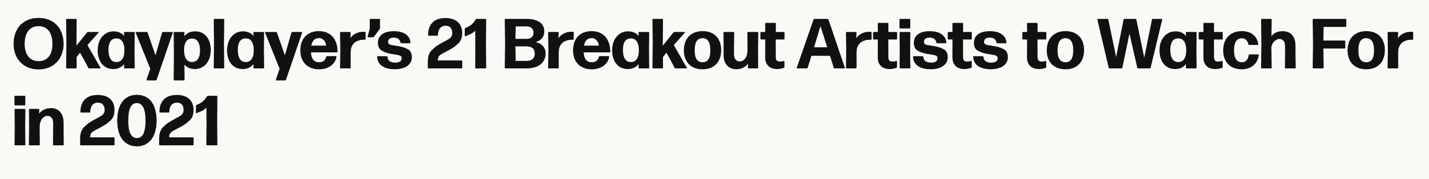 Okayplayer’s 21 Breakout Artists to Watch For
in 2021